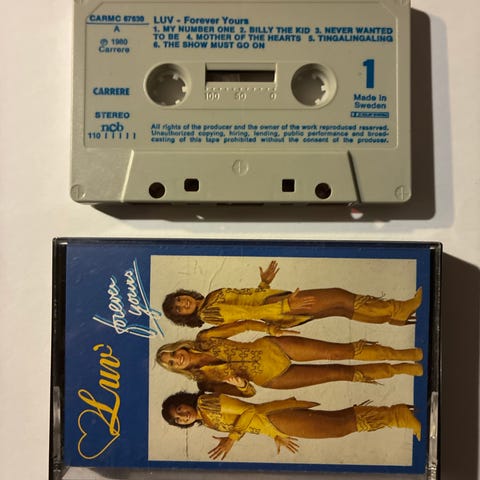 CARMC 67630
LUV - Forever Yours
A
1. MY NUMBER ONE 2. BILLY THE KID 3. NEVER WANTED
TO BE 4. MOTHER OF THE HEARTS 5. TINGALINGALING
6. THE SHOW MUST GO ON
P 1980
Carrere
CARRERE
100 50 0
1
Made in
Sweden
STEREO
ncb
110
All rights of the producer and the owner of the work reproduced reserved.
Unauthorized copying, hiring, lending, public performance and broad-
casting of this tape prohibited without the consent of the producer.
Luv'
forever
yours